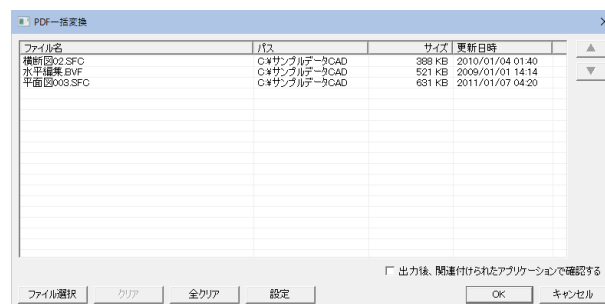 PDF一括変換
ファイル名 パス サイズ 更新日時
横断図02.SFC C:¥サンプルデータCAD 388 KB 2010/01/04 01:40
水平編集.BVF C:¥サンプルデータCAD 521 KB 2009/01/01 14:14
平面図003.SFC C:¥サンプルデータCAD 631 KB 2011/01/07 04:20
出力後、関連付けられたアプリケーションで確認する
ファイル選択 クリア 全クリア 設定 OK キャンセル